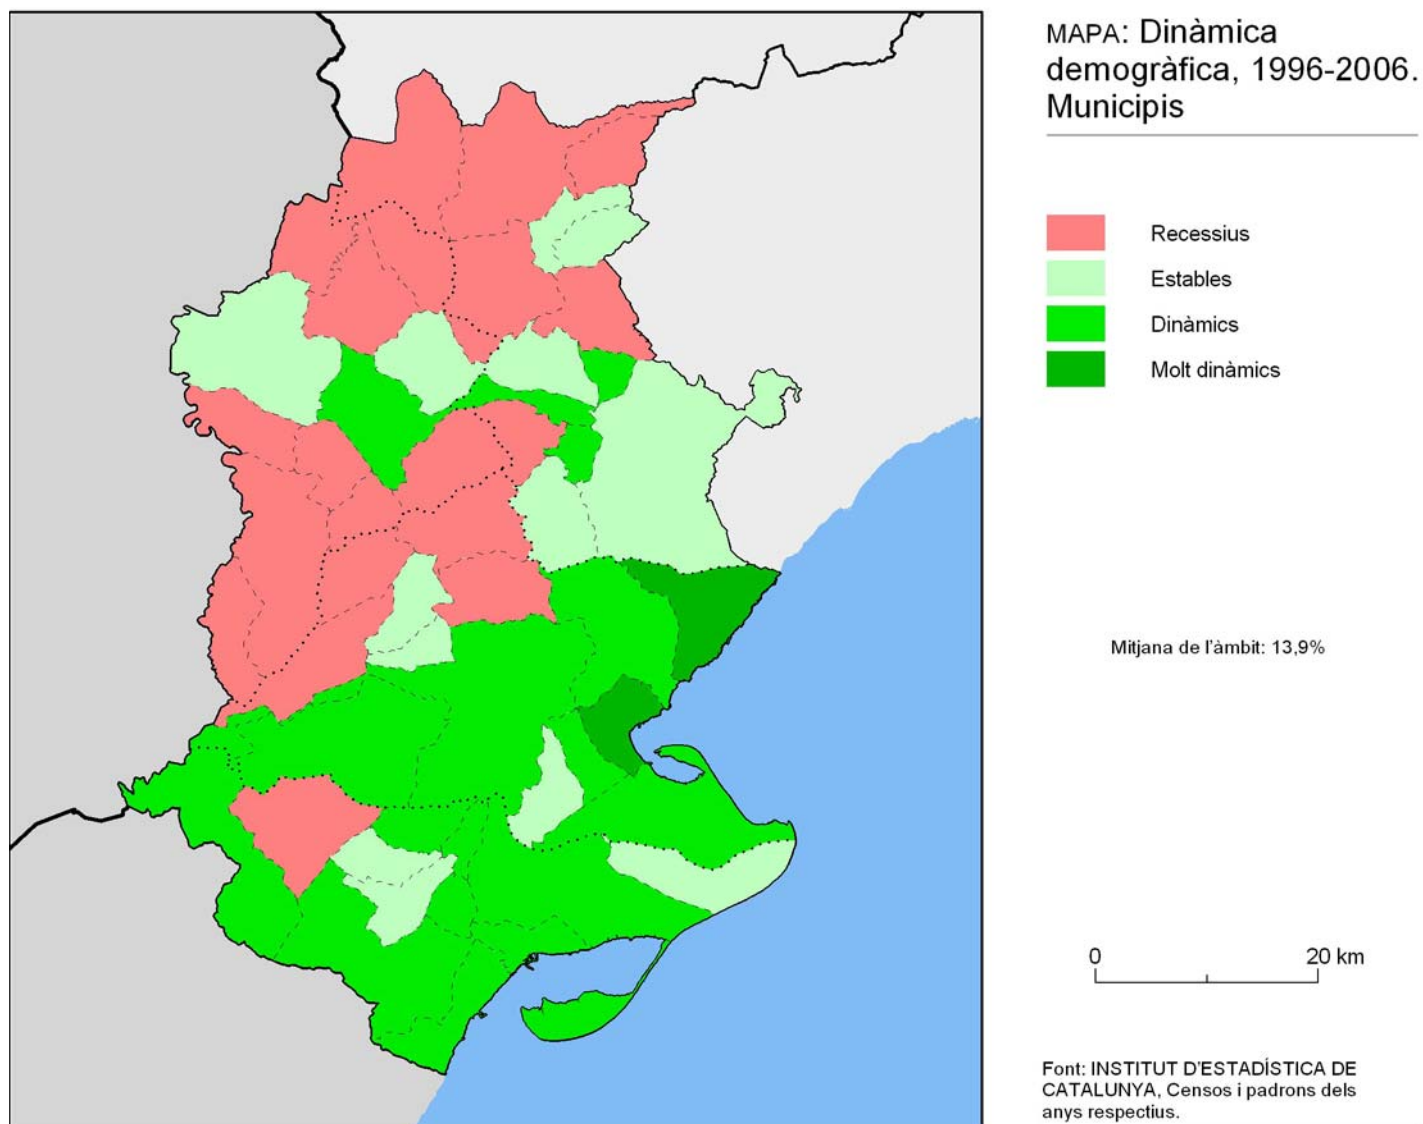 MAPA: Dinàmica
demogràfica, 1996-2006.
Municipis
Recessius
Estables
Dinàmics
Molt dinàmics
Mitjana de l'àmbit: 13,9%
0 20 km
Font: INSTITUT D'ESTADÍSTICA DE
CATALUNYA, Censos i padrons dels
anys respectius.